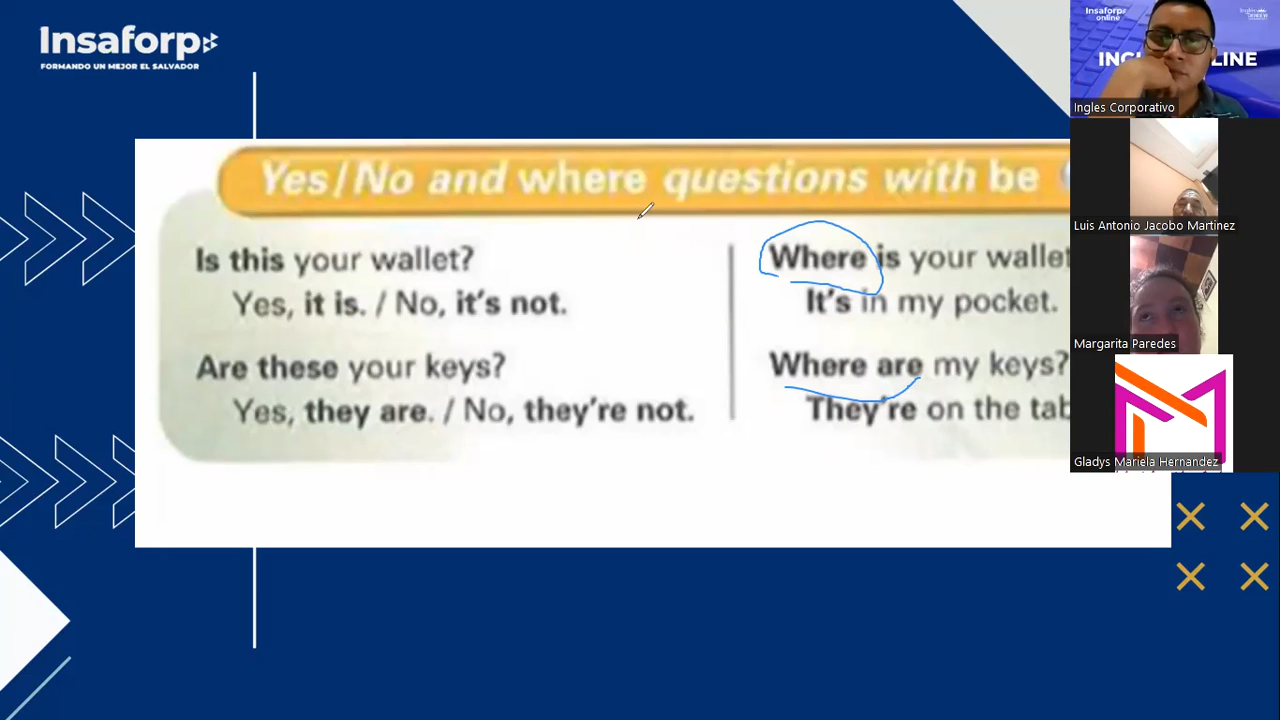 Insaforp
FORMANDO UN MEJOR EL SALVADOR
Yes/No and where questions with be
Is this your wallet?
Yes, it is. / No, it's not.
Are these your keys?
Yes, they are. / No, they're not.
Where is your wallet
It's in my pocket.
Where are my keys?
They're on the tab
Insaforp
online
Ingles Corporativo
Luis Antonio Jacobo Martinez
Margarita Paredes
Gladys Mariela Hernandez